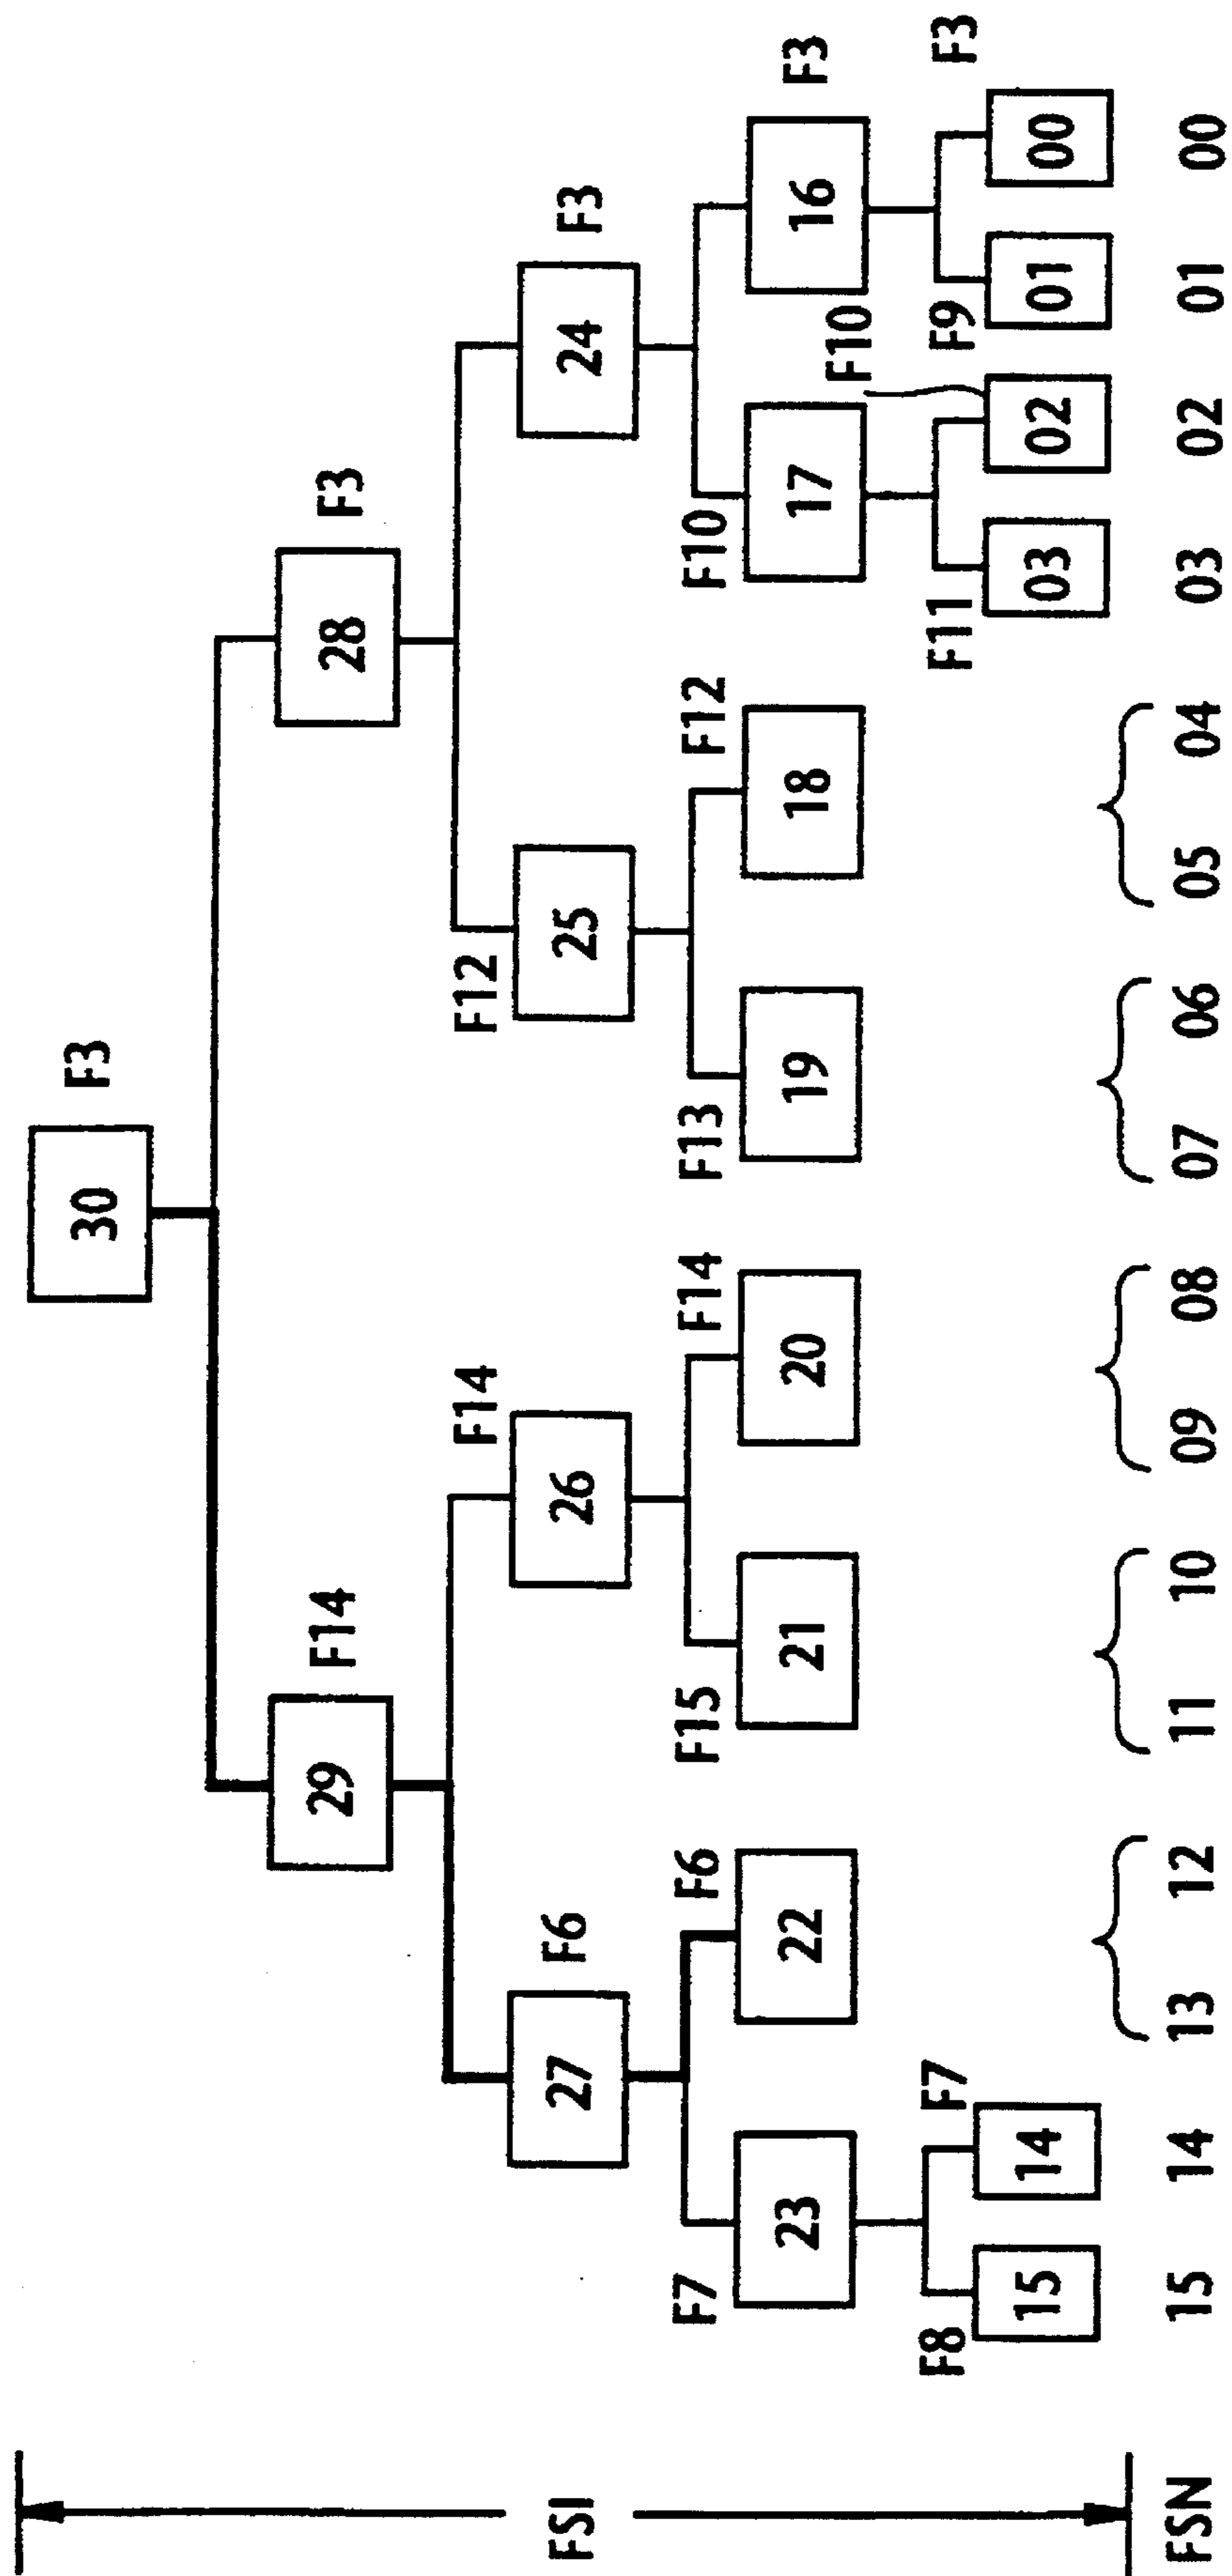 30 F3
29 F14 28 F3
F14 F12
27 F6 26 25 24 F3
F7 F6 F15 F14 F13 F12 F10
23 22 21 20 19 18 17 16 F3
FSI
F10
F8 F7 F11 F9 F3
15 14 03 02 01 00
FSN 15 14 13 12 11 10 09 08 07 06 05 04 03 02 01 00